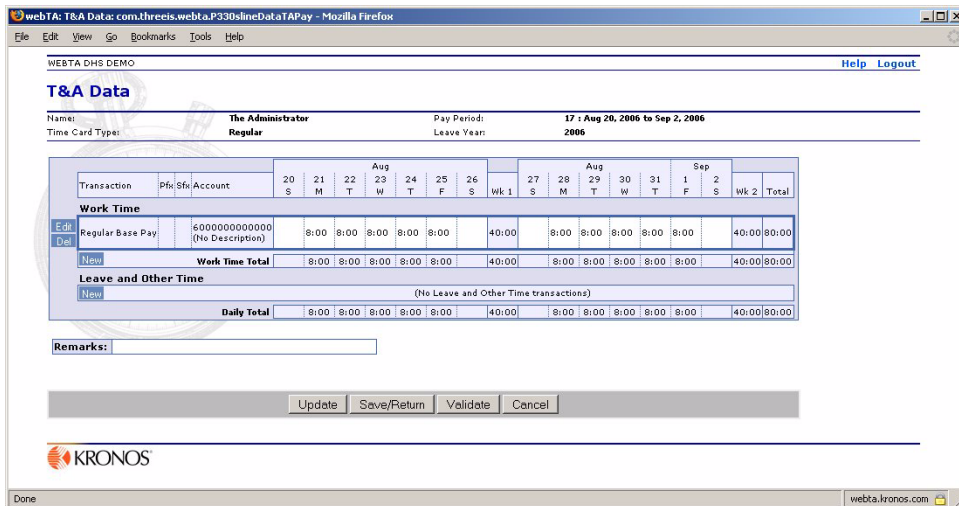 webTA: T&A Data: com.threeis.webta.P330slineDataTAPay - Mozilla Firefox
File Edit View Go Bookmarks Tools Help
WEBTA DHS DEMO Help Logout
T&A Data
Name: The Administrator Pay Period: 17 : Aug 20, 2006 to Sep 2, 2006
Time Card Type: Regular Leave Year: 2006
Aug Aug Sep
Transaction Pfx Sfx Account 20 21 22 23 24 25 26 Wk 1 27 28 29 30 31 1 2 Wk 2 Total
S M T W T F S S M T W T F S
Work Time
Edit Del Regular Base Pay 6000000000000 8:00 8:00 8:00 8:00 8:00 40:00 8:00 8:00 8:00 8:00 8:00 40:00 80:00
(No Description)
New Work Time Total 8:00 8:00 8:00 8:00 8:00 40:00 8:00 8:00 8:00 8:00 8:00 40:00 80:00
Leave and Other Time
New (No Leave and Other Time transactions)
Daily Total 8:00 8:00 8:00 8:00 8:00 40:00 8:00 8:00 8:00 8:00 8:00 40:00 80:00
Remarks:
Update Save/Return Validate Cancel
KRONOS
Done webta.kronos.com